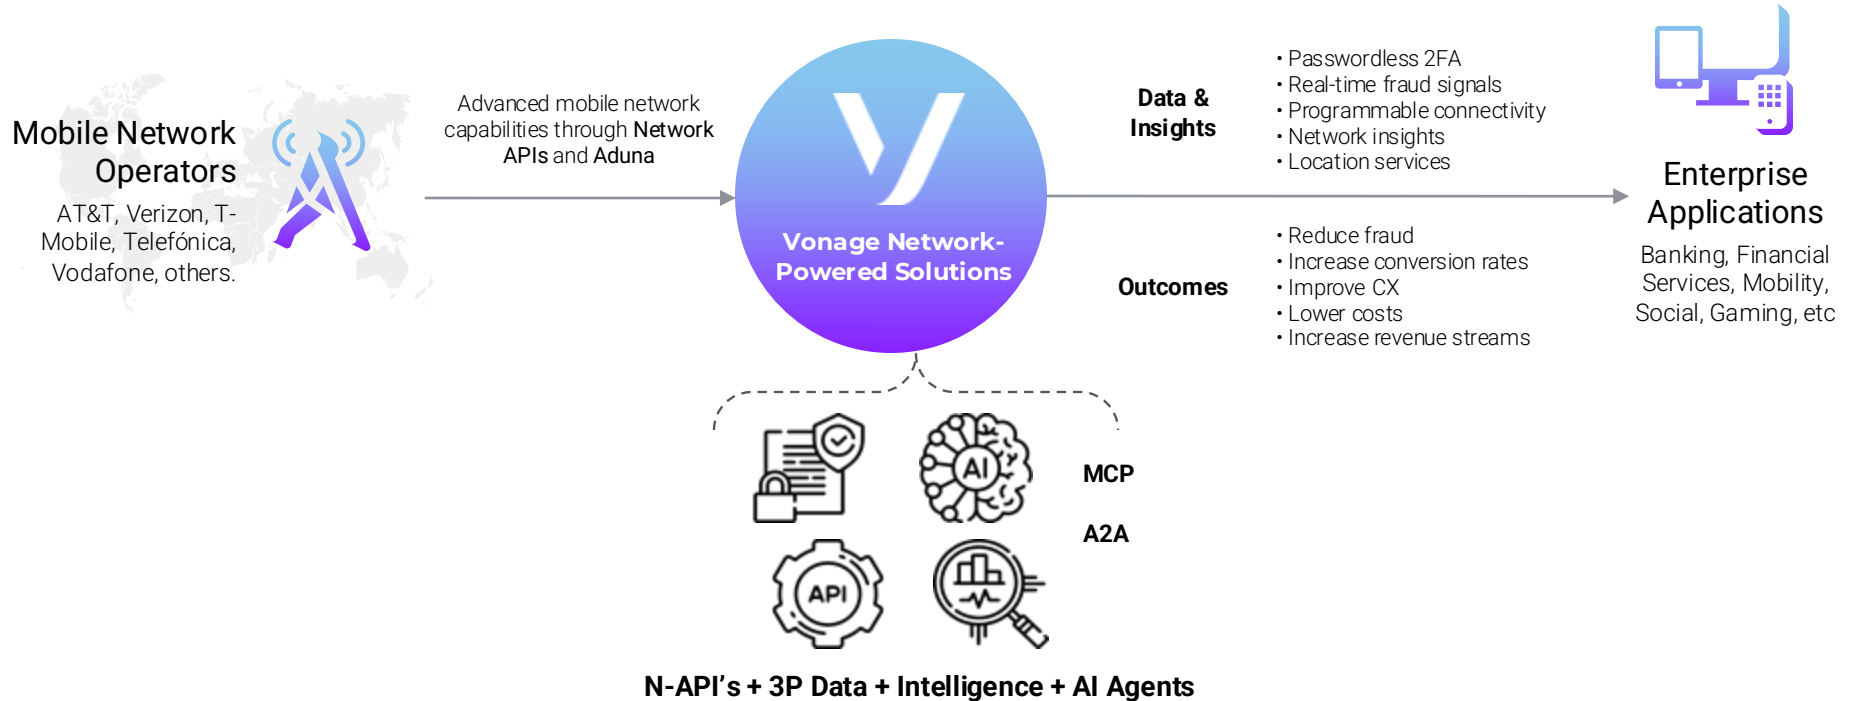 Mobile Network
Operators
AT&T, Verizon, T-
Mobile, Telefónica,
Vodafone, others.
Advanced mobile network
capabilities through Network
APIs and Aduna
Vonage Network-
Powered Solutions
Data &
Insights
• Passwordless 2FA
• Real-time fraud signals
• Programmable connectivity
• Network insights
• Location services
Outcomes
• Reduce fraud
• Increase conversion rates
• Improve CX
• Lower costs
• Increase revenue streams
Enterprise
Applications
Banking, Financial
Services, Mobility,
Social, Gaming, etc
AI
MCP
A2A
API
N-API’s + 3P Data + Intelligence + AI Agents